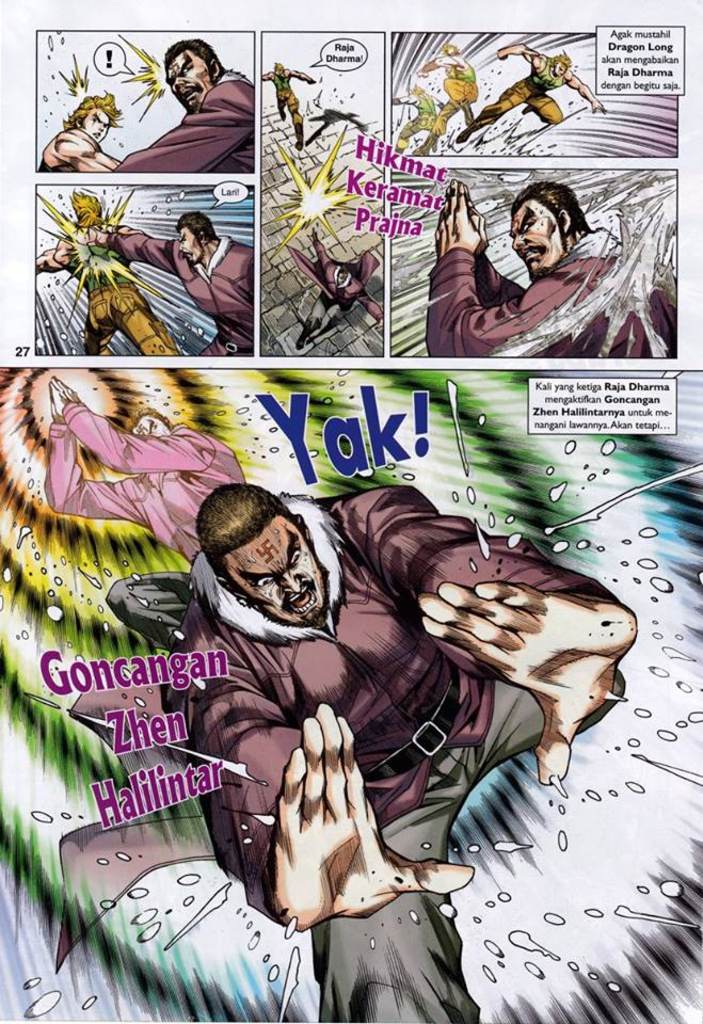 !
Raja
Dharma!
Agak mustahil
Dragon Long
akan mengabaikan
Raja Dharma
dengan begitu saja.
Lari!
Hikmat
Keramat
Prajna
27
Kali yang ketiga Raja Dharma
mengaktifkan Goncangan
Zhen Halilintarnya untuk me-
nangani lawannya. Akan tetapi...
Yak!
Goncangan
Zhen
Halilintar